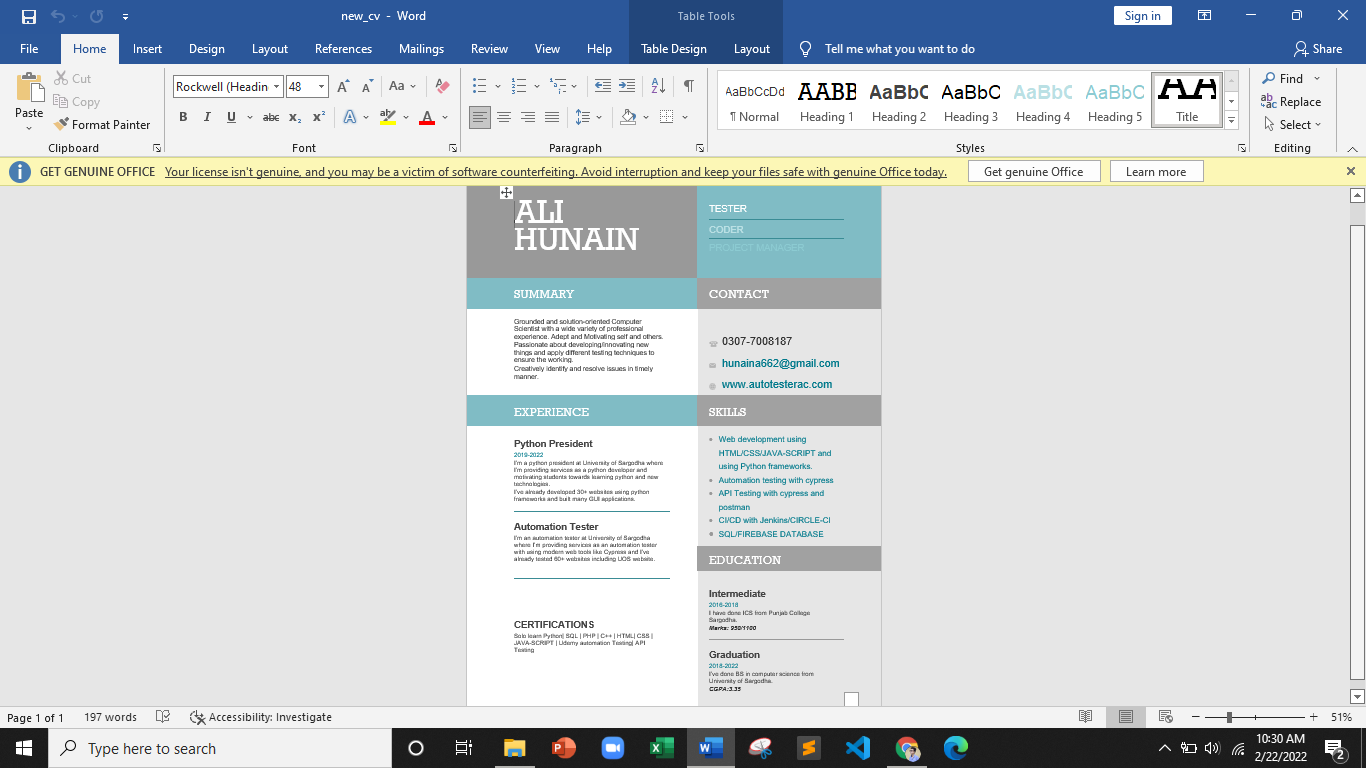 new_cv - Word
Table Tools
Sign in
File Home Insert Design Layout References Mailings Review View Help Table Design Layout Tell me what you want to do Share
Paste
Cut
Copy
Format Painter
Clipboard
Rockwell (Headin 48
Aa
B I U abc x₂ x² A ab A
Font
Paragraph
AaBbCcDd AABB AaBbC AaBbC AaBbC AaBbC AA
¶ Normal Heading 1 Heading 2 Heading 3 Heading 4 Heading 5 Title
Styles
Find
Replace
Select
Editing
GET GENUINE OFFICE Your license isn't genuine, and you may be a victim of software counterfeiting. Avoid interruption and keep your files safe with genuine Office today. Get genuine Office Learn more
ALI
HUNAIN
TESTER
CODER
PROJECT MANAGER
SUMMARY
Grounded and solution-oriented Computer
Scientist with a wide variety of professional
experience. Adept and Motivating self and others.
Passionate about developing/innovating new
things and apply different testing techniques to
ensure the working.
Creatively identify and resolve issues in timely
manner.
CONTACT
0307-7008187
hunaina662@gmail.com
www.autotesterac.com
EXPERIENCE
Python President
2019-2022
I'm a python president at University of Sargodha where
I'm providing services as a python developer and
motivating students towards learning python and new
technologies.
I've already developed 30+ websites using python
frameworks and built many GUI applications.
Automation Tester
I'm an automation tester at University of Sargodha
where I'm providing services as an automation tester
with using modern web tools like Cypress and I've
already tested 60+ websites including UOS website.
CERTIFICATIONS
Solo learn Python| SQL | PHP | C++ | HTML| CSS |
JAVA-SCRIPT | Udemy automation Testing| API
Testing
SKILLS
Web development using
HTML/CSS/JAVA-SCRIPT and
using Python frameworks.
Automation testing with cypress
API Testing with cypress and
postman
CI/CD with Jenkins/CIRCLE-CI
SQL/FIREBASE DATABASE
EDUCATION
Intermediate
2016-2018
I have done ICS from Punjab College
Sargodha.
Marks: 950/1100
Graduation
2018-2022
I've done BS in computer science from
University of Sargodha.
CGPA:3.35
Page 1 of 1 197 words Accessibility: Investigate 51%
Type here to search
10:30 AM
2/22/2022
2